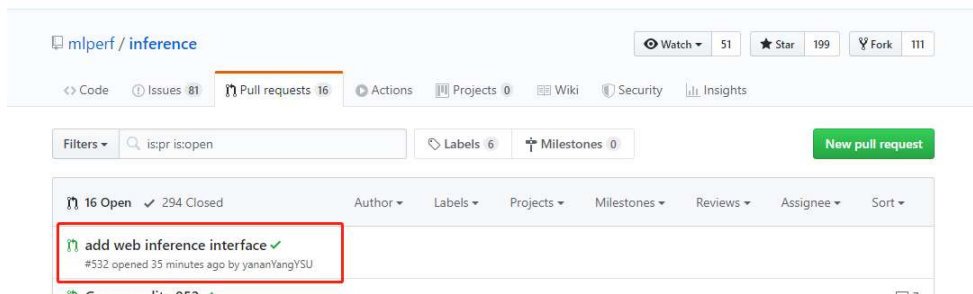 mlperf / inference
Watch 51 Star 199 Fork 111
Code Issues 81 Pull requests 16 Actions Projects 0 Wiki Security Insights
Filters is:pr is:open Labels 6 Milestones 0 New pull request
16 Open 294 Closed Author Labels Projects Milestones Reviews Assignee Sort
add web inference interface
#532 opened 35 minutes ago by yananYangYSU